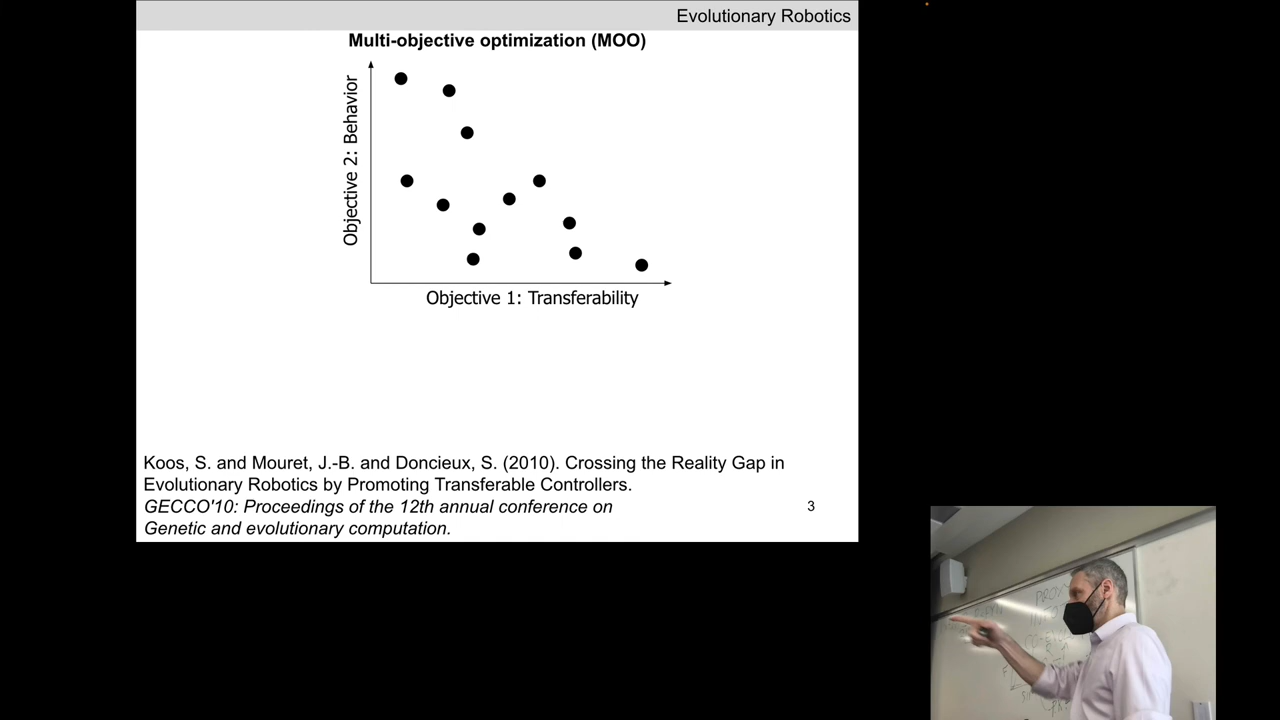 Evolutionary Robotics
Multi-objective optimization (MOO)
Objective 2: Behavior
Objective 1: Transferability
Koos, S. and Mouret, J.-B. and Doncieux, S. (2010). Crossing the Reality Gap in
Evolutionary Robotics by Promoting Transferable Controllers.
GECCO'10: Proceedings of the 12th annual conference on
Genetic and evolutionary computation.
3